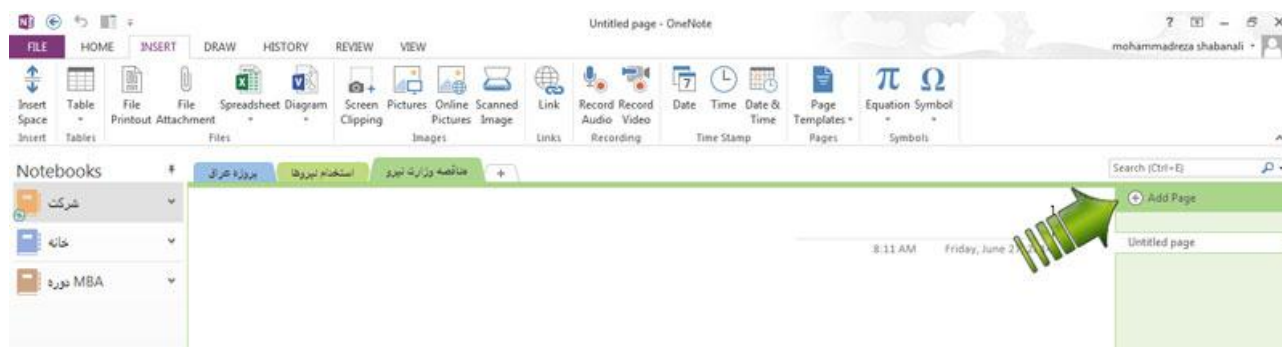 Untitled page - OneNote
FILE HOME INSERT DRAW HISTORY REVIEW VIEW
mohammadreza shabanali
Insert Space
Table
File Printout
File Attachment
Spreadsheet
Diagram
Screen Clipping
Pictures
Online Pictures
Scanned Image
Link
Record Audio
Record Video
Date
Time
Date & Time
Page Templates
Equation
Symbol
Insert Tables Files Images Links Recording Time Stamp Pages Symbols
Notebooks
پروژه عراق
استخدام نیروها
مناقصه وزارت نیرو
Search (Ctrl+E)
شرکت
خانه
دوره MBA
Add Page
Untitled page
8:11 AM Friday, June 27